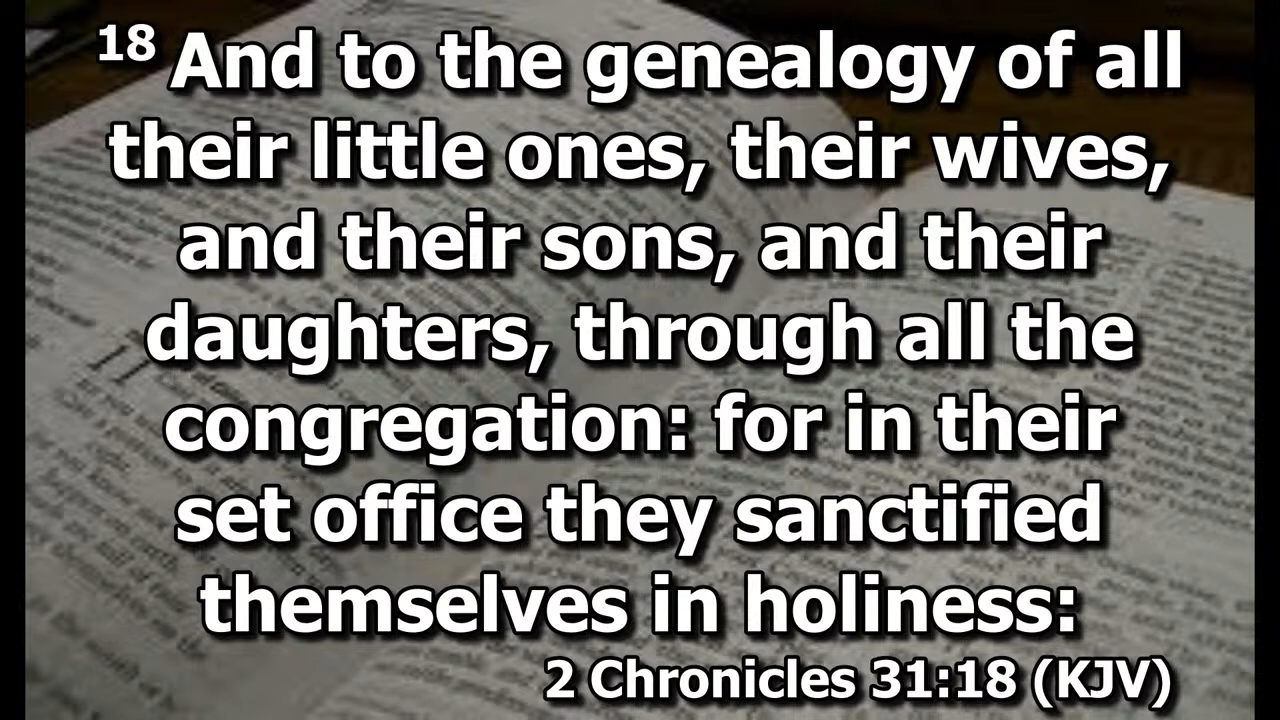 18 And to the genealogy of all
their little ones, their wives,
and their sons, and their
daughters, through all the
congregation: for in their
set office they sanctified
themselves in holiness:
2 Chronicles 31:18 (KJV)